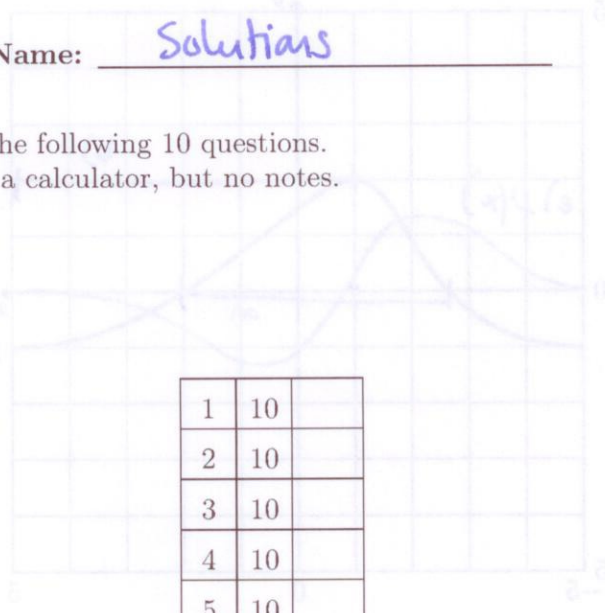 Name: Solutions
he following 10 questions.
a calculator, but no notes.
1 10
2 10
3 10
4 10
5 10